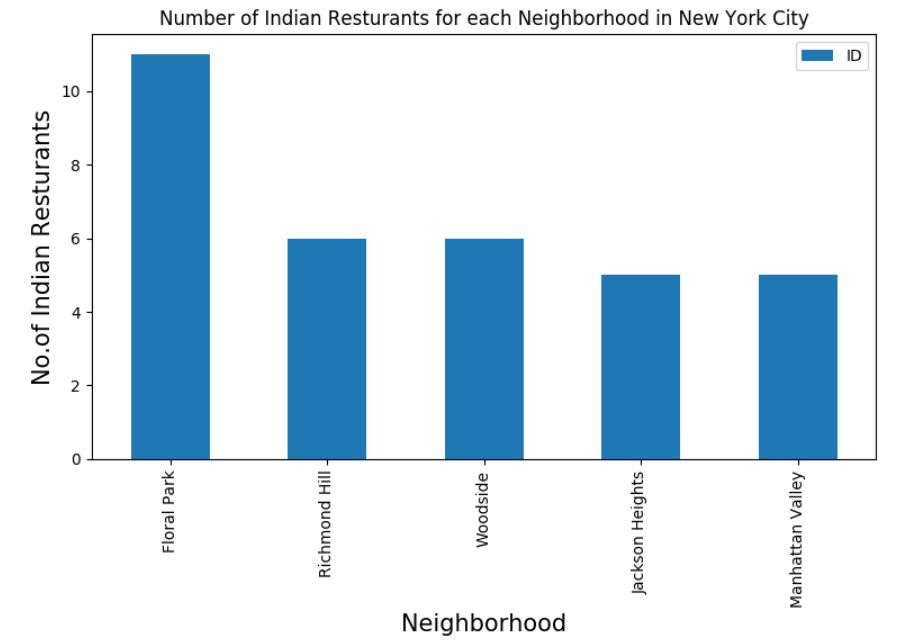 Number of Indian Resturants for each Neighborhood in New York City
ID
No.of Indian Resturants
10
8
6
4
2
0
Floral Park
Richmond Hill
Woodside
Jackson Heights
Manhattan Valley
Neighborhood